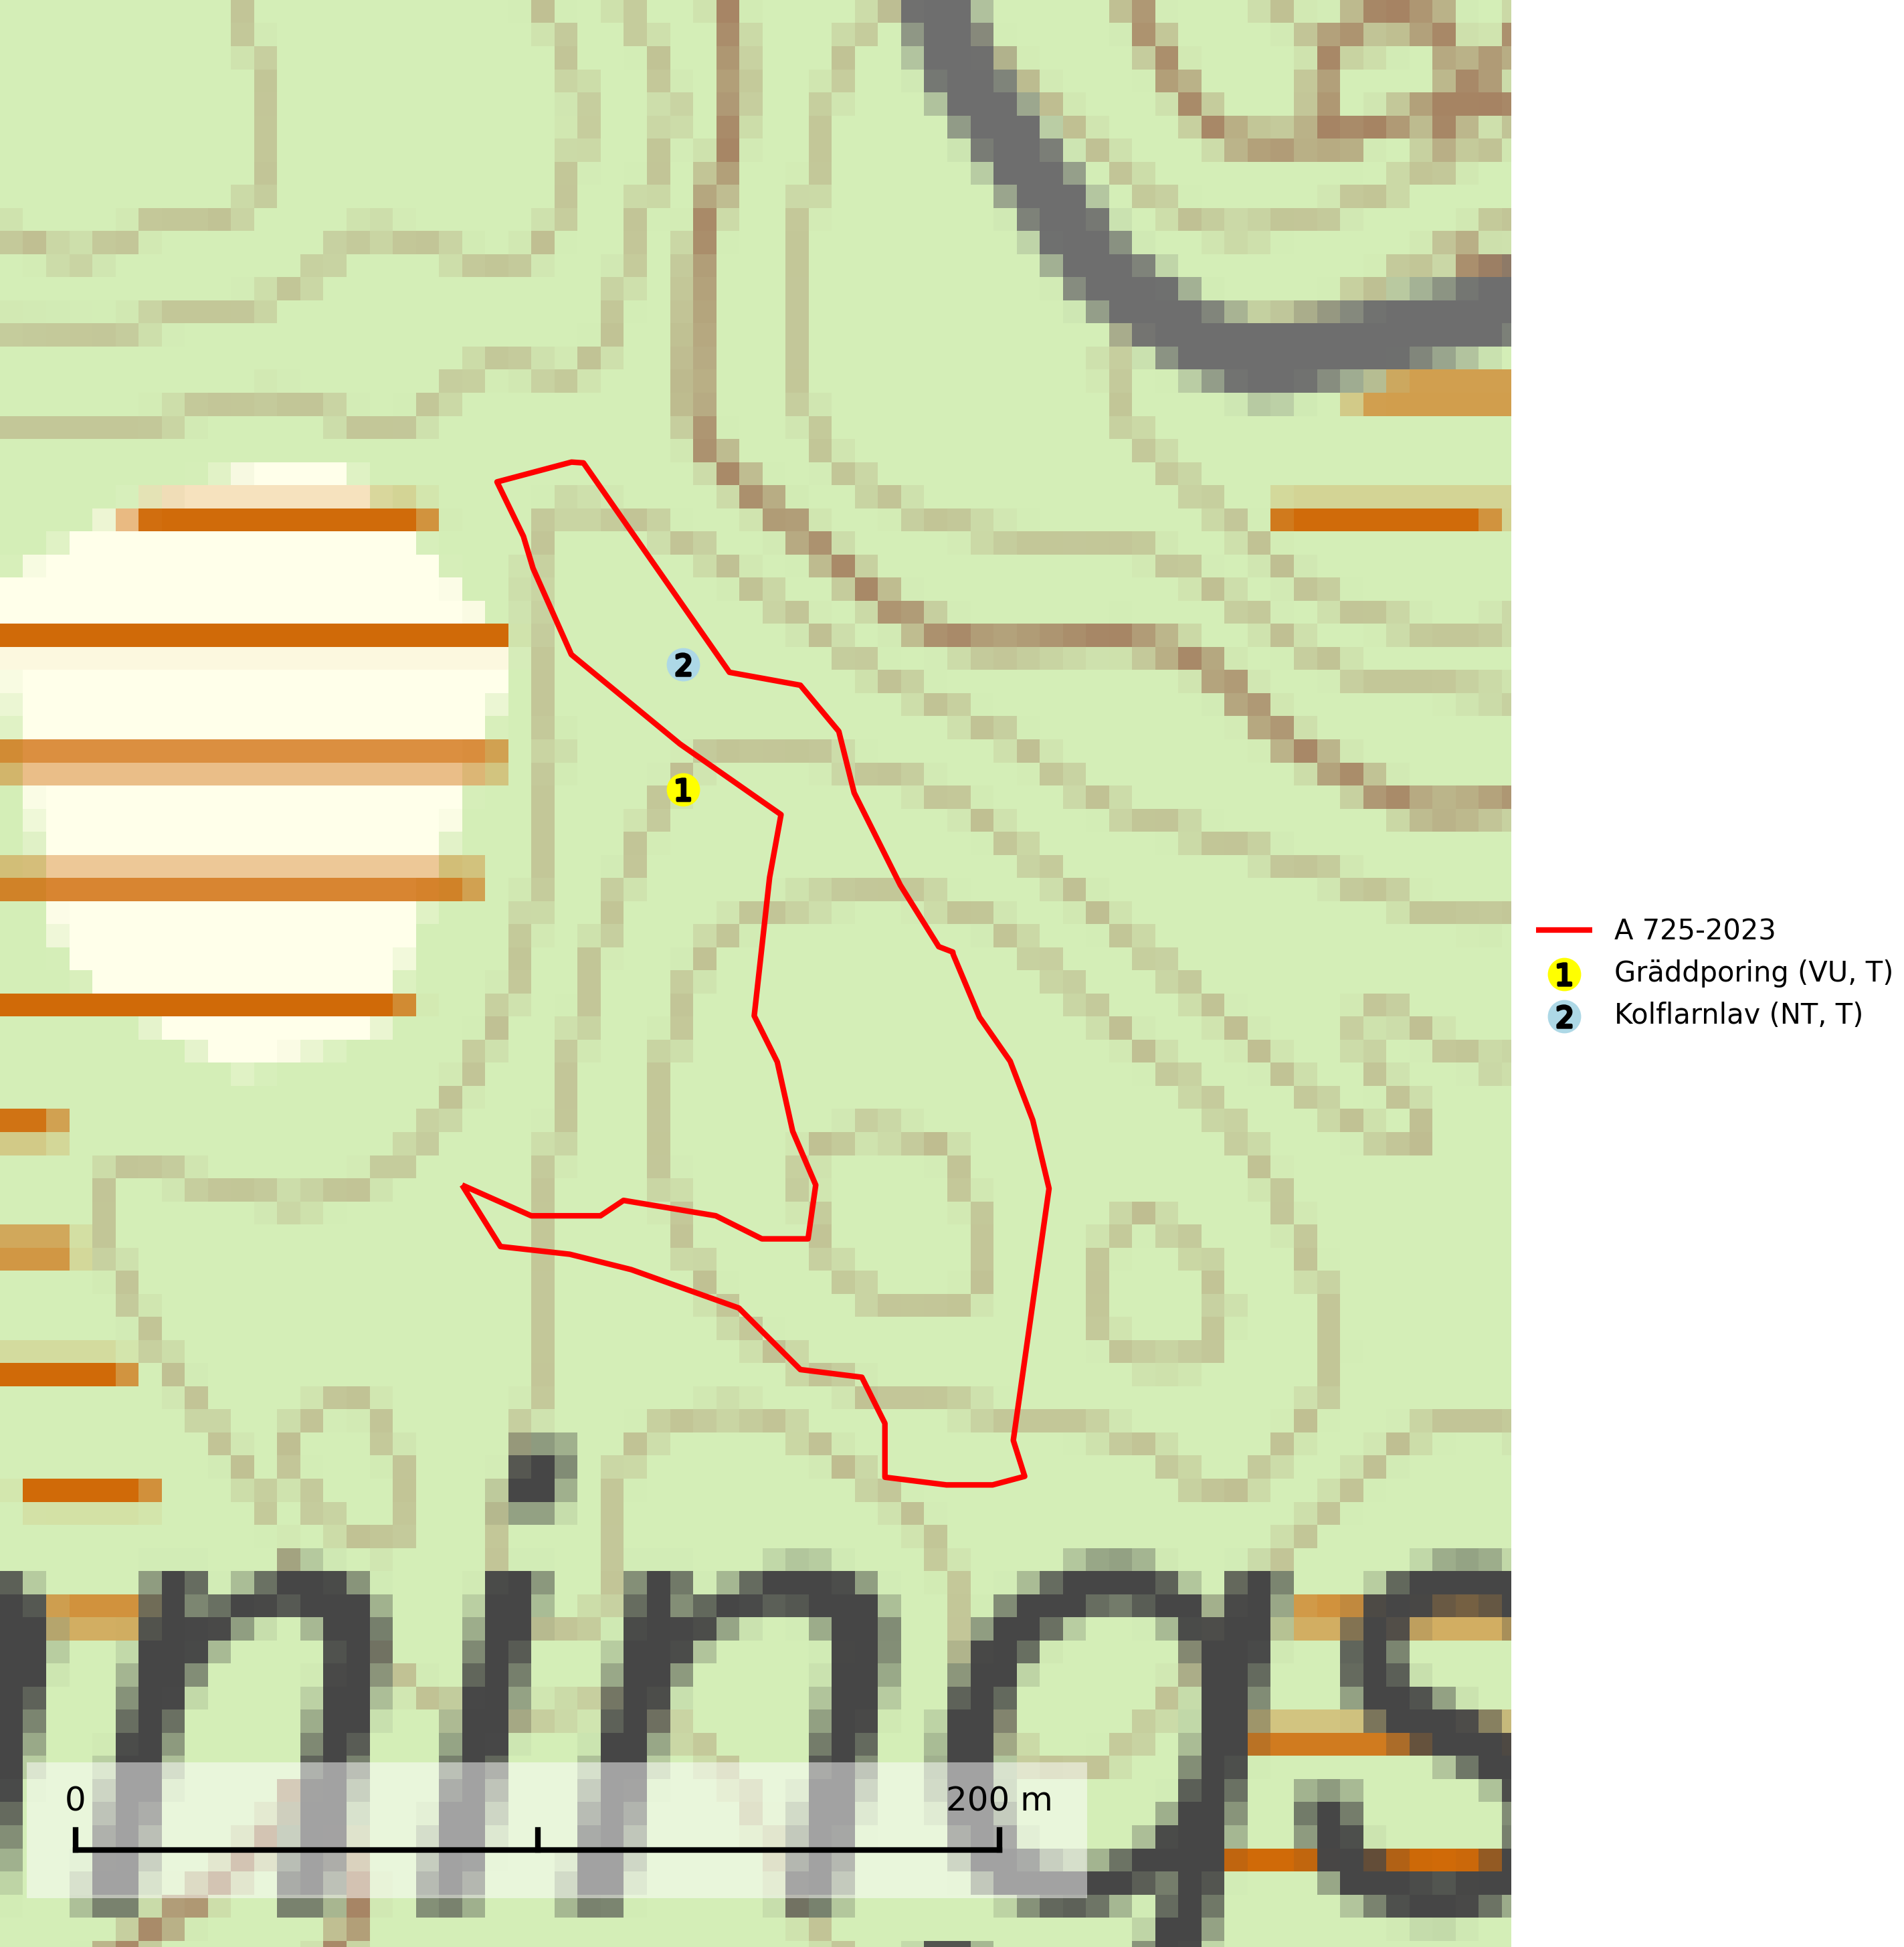 2
1
A 725-2023
1 Gräddporing (VU, T)
2 Kolflarnlav (NT, T)
0 200 m